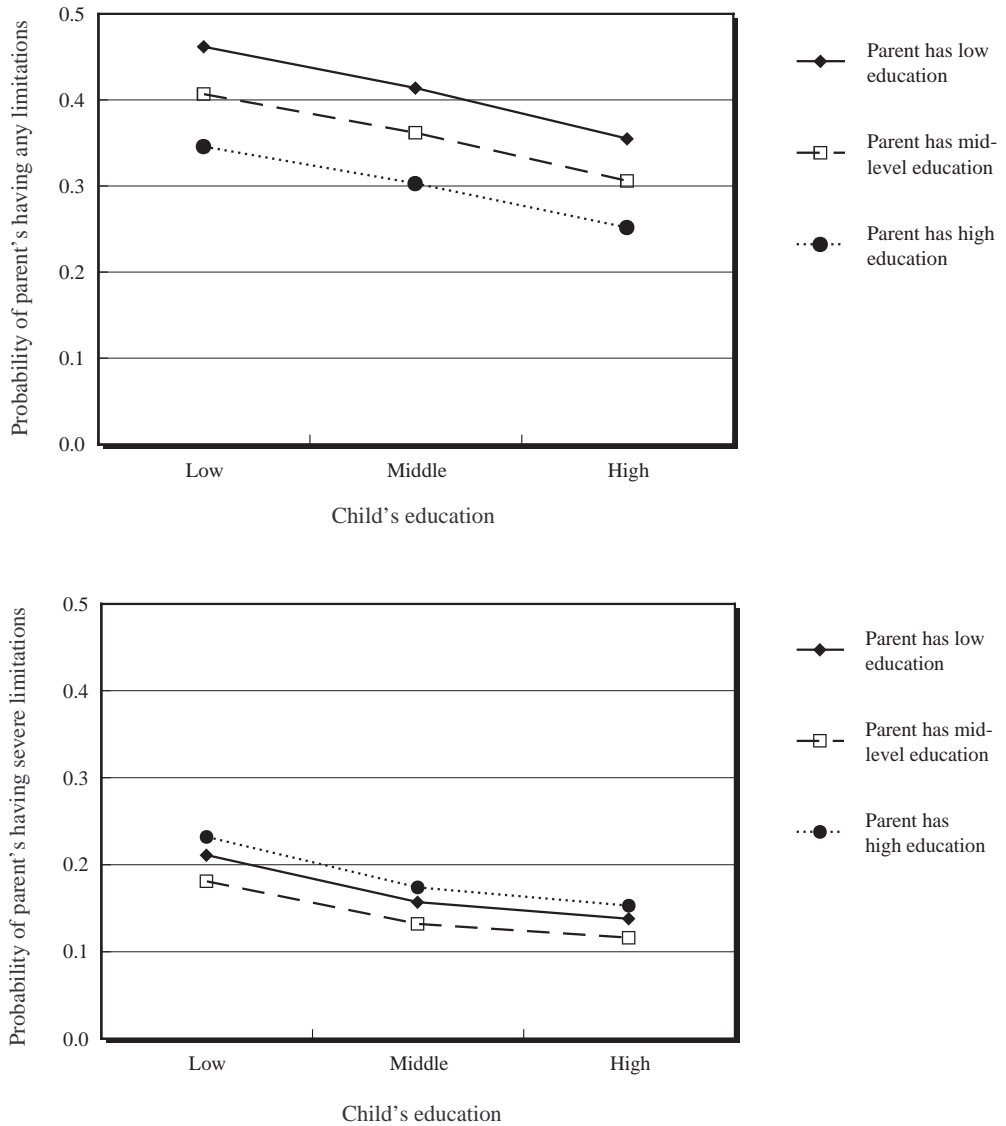 0.5
0.4
0.3
0.2
0.1
0.0
Probability of parent's having any limitations
Low
Middle
High
Child's education
Parent has low
education
Parent has mid-
level education
Parent has high
education
0.5
0.4
0.3
0.2
0.1
0.0
Probability of parent's having severe limitations
Low
Middle
High
Child's education
Parent has low
education
Parent has mid-
level education
Parent has
high education